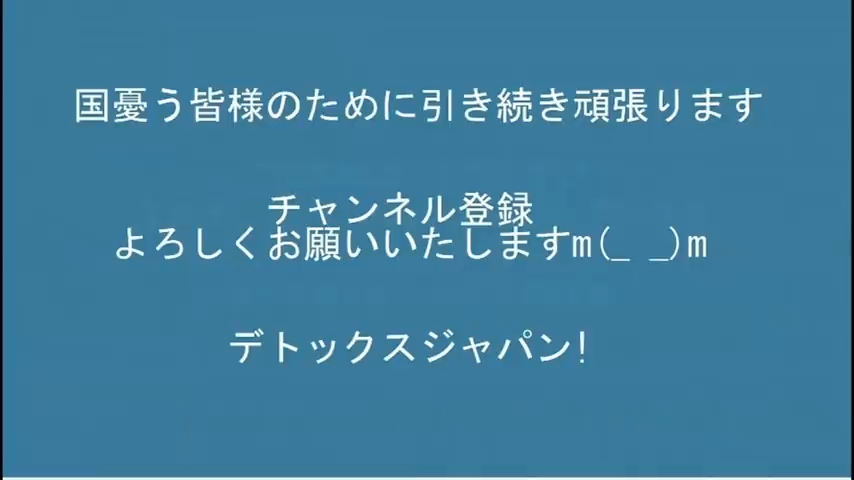 国憂う皆様のために引き続き頑張ります
チャンネル登録
よろしくお願いいたしますm(_ _)m
デトックスジャパン!